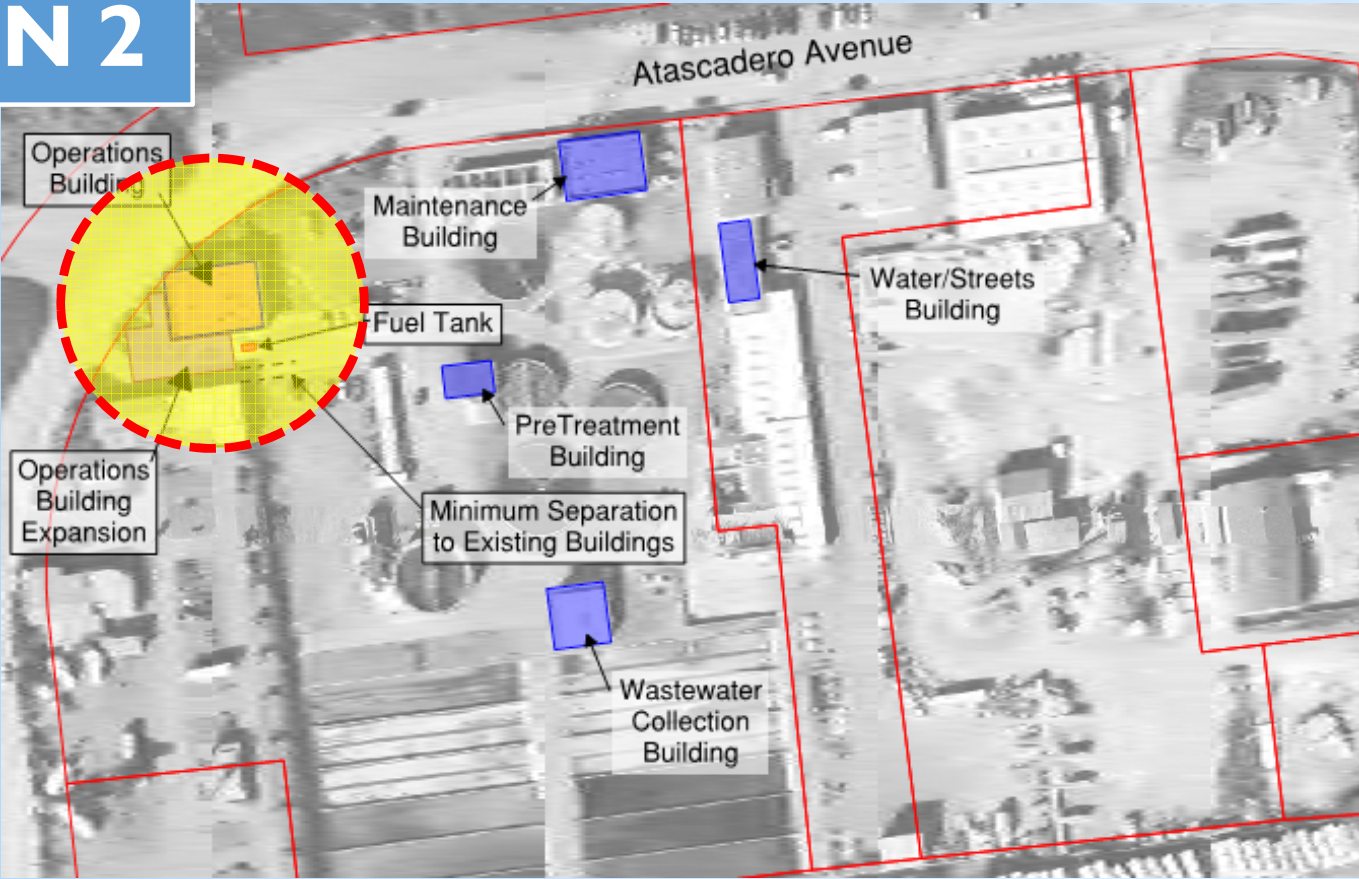 N 2
Atascadero Avenue
Operations
Building
Maintenance
Building
Water/Streets
Building
Fuel Tank
PreTreatment
Building
Operations
Building
Expansion
Minimum Separation
to Existing Buildings
Wastewater
Collection
Building